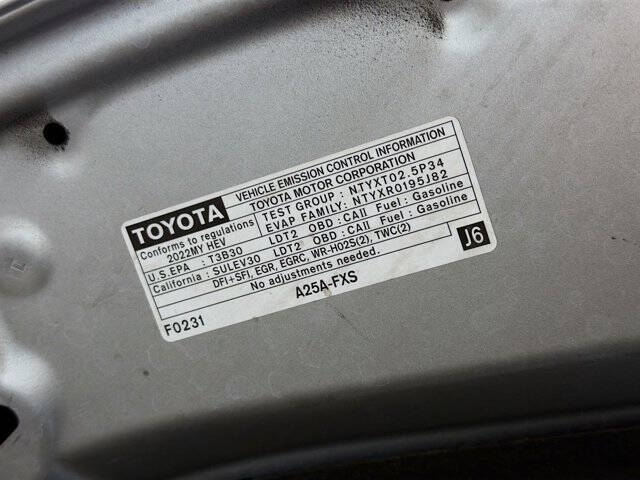 TOYOTA
VEHICLE EMISSION CONTROL INFORMATION
TOYOTA MOTOR CORPORATION
Conforms to regulations
2022MY HEV
TEST GROUP : NTYXT02.5P34
EVAP FAMILY: NTYXR0195J82
U.S.EPA : T3B30 LDT2 OBD :CAII Fuel : Gasoline
California : SULEV30 LDT2 OBD :CAII Fuel : Gasoline
DFI+SFI, EGR, EGRC, WR-HO2S(2), TWC(2)
No adjustments needed.
J6
F0231
A25A-FXS